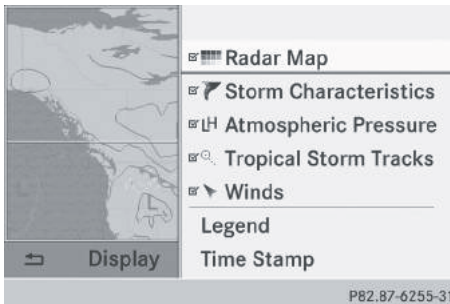 Radar Map
Storm Characteristics
LH Atmospheric Pressure
Tropical Storm Tracks
Winds
Legend
Display
Time Stamp
P82.87-6255-31